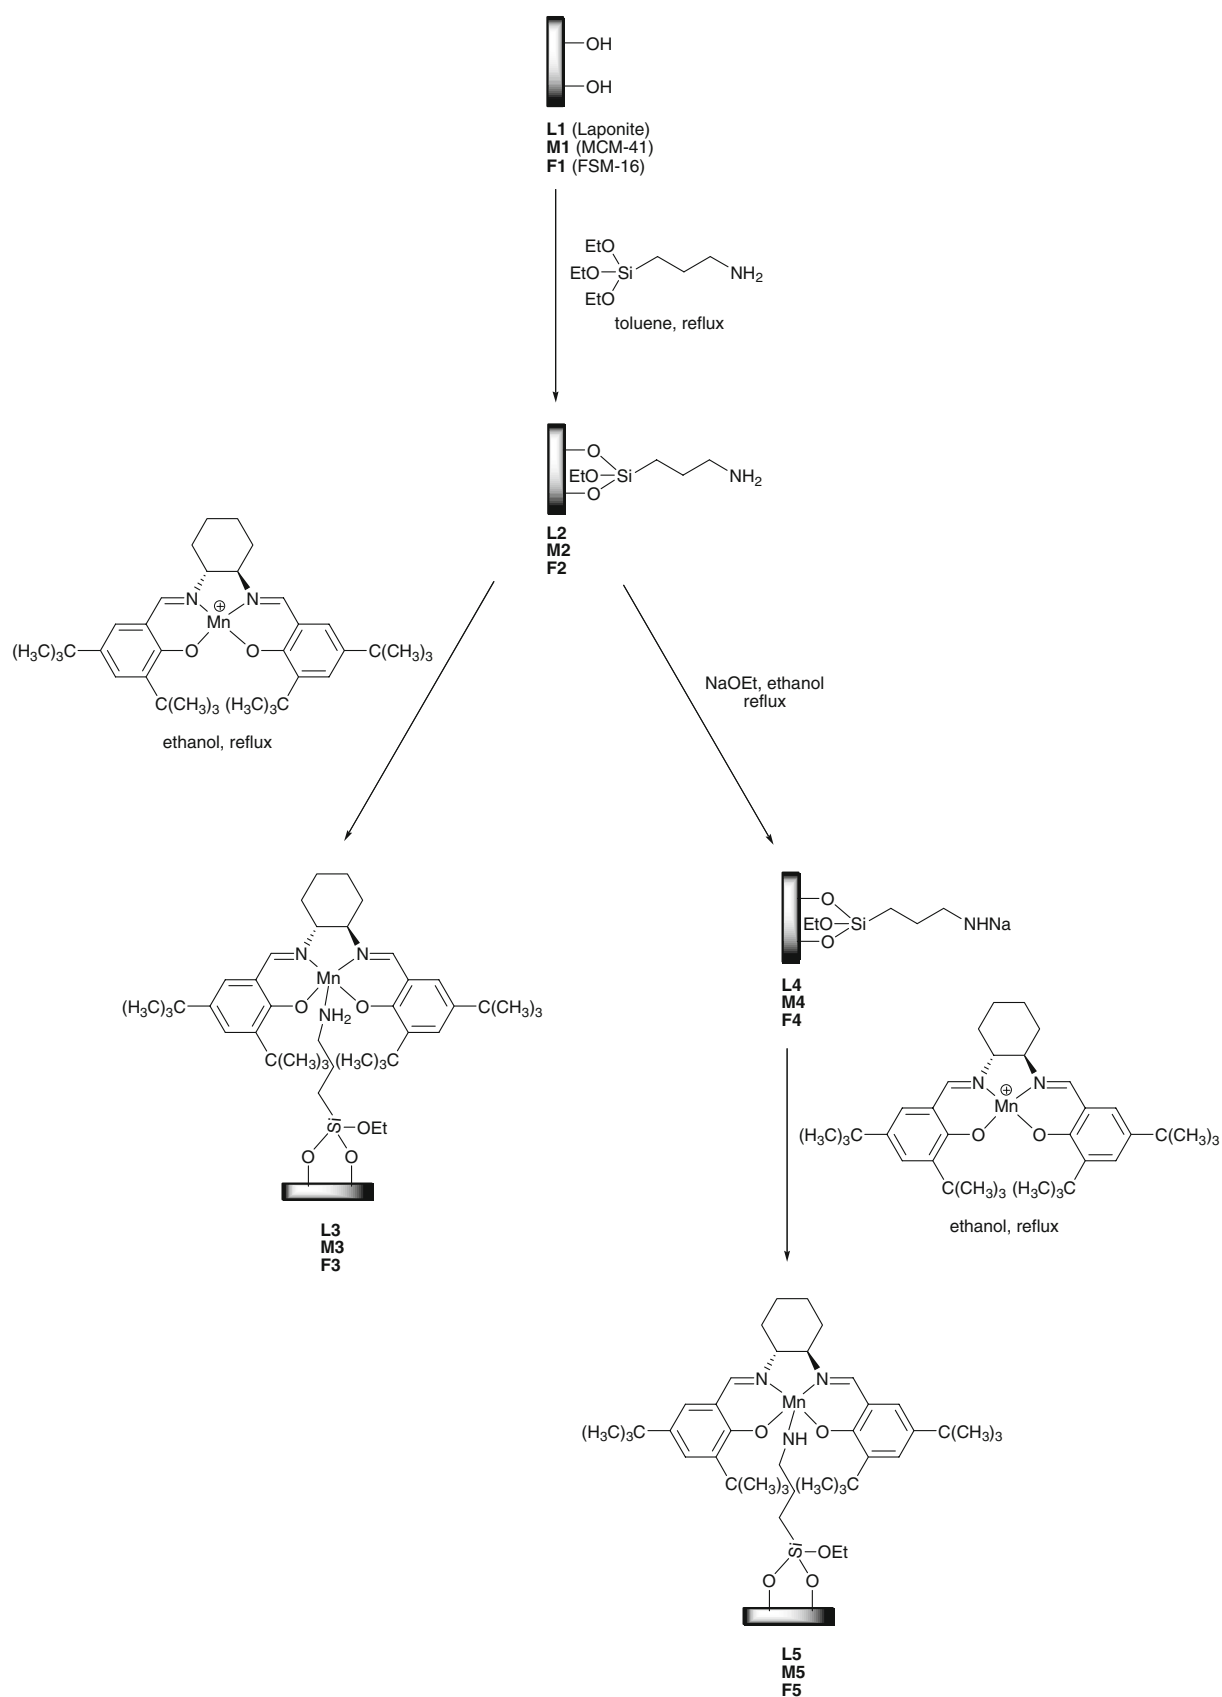 OH
OH
L1 (Laponite)
M1 (MCM-41)
F1 (FSM-16)
EtO
EtO Si NH2
EtO
toluene, reflux
O
EtO Si NH2
O
L2
M2
F2
N N
⊕
Mn
(H3C)3C O O C(CH3)3
C(CH3)3 (H3C)3C
ethanol, reflux
NaOEt, ethanol
reflux
O
EtO Si NHNa
O
L4
M4
F4
N N
Mn
(H3C)3C O O C(CH3)3
NH2
C(CH3)3 (H3C)3C
Si OEt
O O
L3
M3
F3
N N
⊕
Mn
(H3C)3C O O C(CH3)3
C(CH3)3 (H3C)3C
ethanol, reflux
N N
Mn
(H3C)3C O O C(CH3)3
NH
C(CH3)3 (H3C)3C
Si OEt
O O
L5
M5
F5